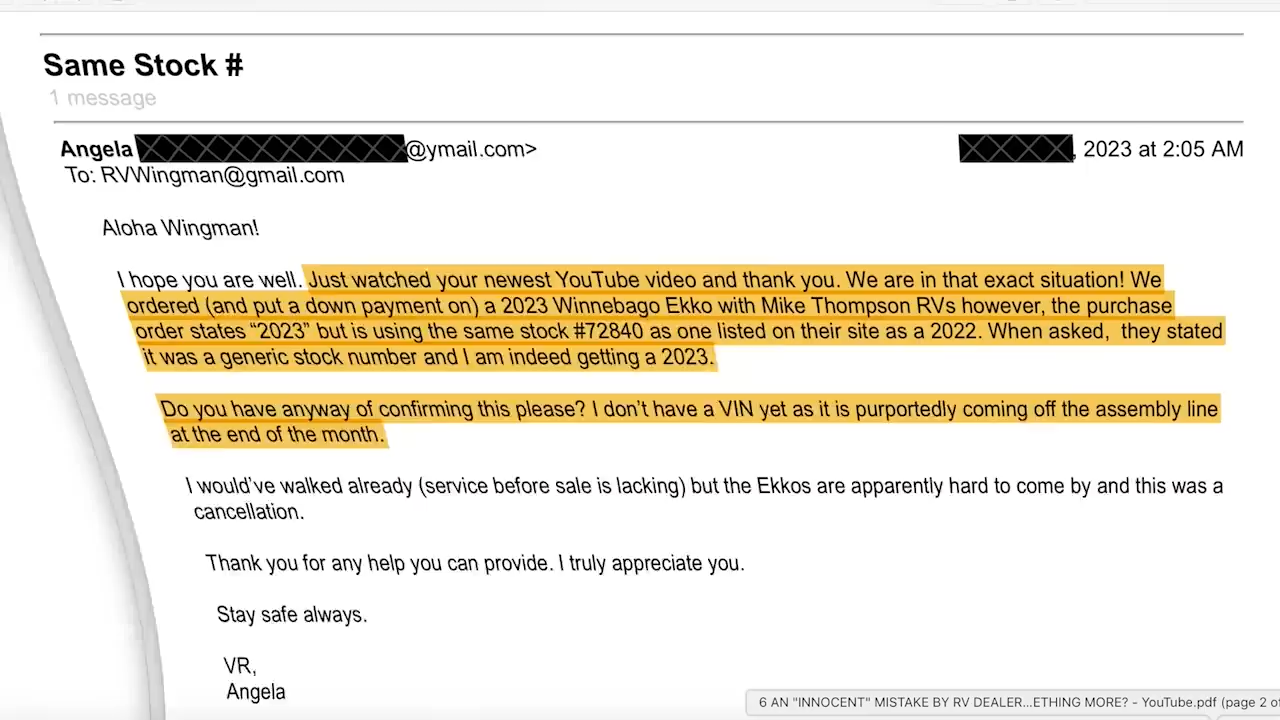 Same Stock #
1 message
Angela @ymail.com>
, 2023 at 2:05 AM
To: RVWingman@gmail.com
Aloha Wingman!
I hope you are well. Just watched your newest YouTube video and thank you. We are in that exact situation! We
ordered (and put a down payment on) a 2023 Winnebago Ekko with Mike Thompson RVs however, the purchase
order states “2023” but is using the same stock #72840 as one listed on their site as a 2022. When asked, they stated
it was a generic stock number and I am indeed getting a 2023.
Do you have anyway of confirming this please? I don’t have a VIN yet as it is purportedly coming off the assembly line
at the end of the month.
I would’ve walked already (service before sale is lacking) but the Ekkos are apparently hard to come by and this was a
cancellation.
Thank you for any help you can provide. I truly appreciate you.
Stay safe always.
VR,
Angela
6 AN "INNOCENT" MISTAKE BY RV DEALER...ETHING MORE? - YouTube.pdf (page 2 of